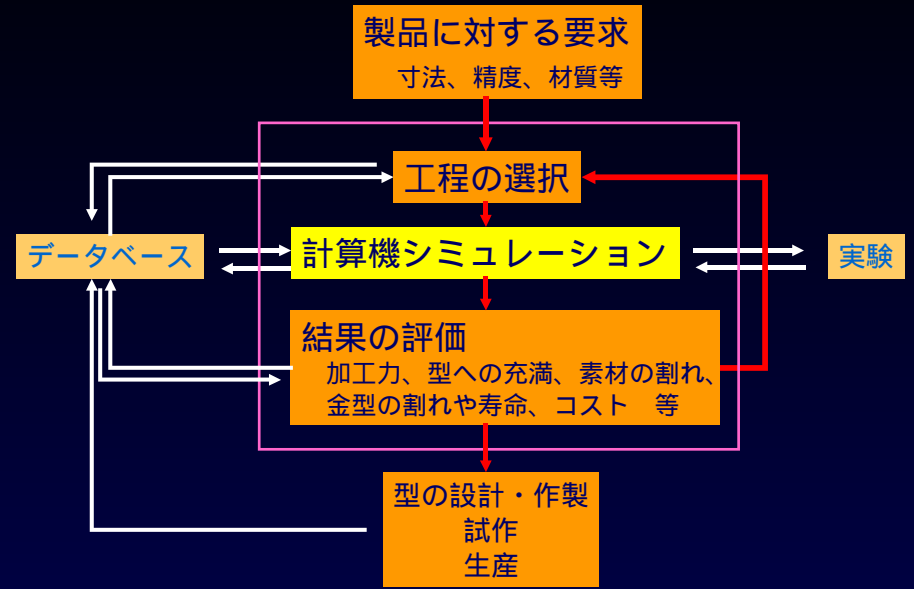 製品に対する要求
寸法、精度、材質等
工程の選択
データベース
計算機シミュレーション
実験
結果の評価
加工力、型への充満、素材の割れ、
金型の割れや寿命、コスト　等
型の設計・作製
試作
生産